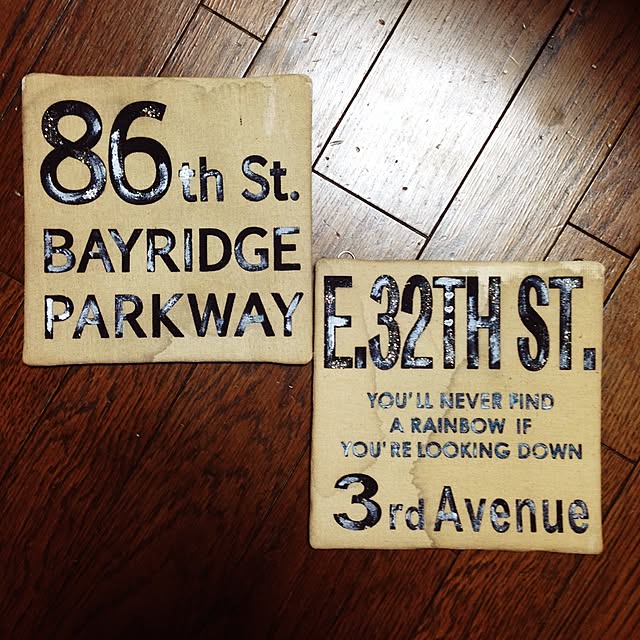 86th St.
BAYRIDGE
PARKWAY
E.32TH ST.
YOU'LL NEVER FIND
A RAINBOW IF
YOU'RE LOOKING DOWN
3rd Avenue